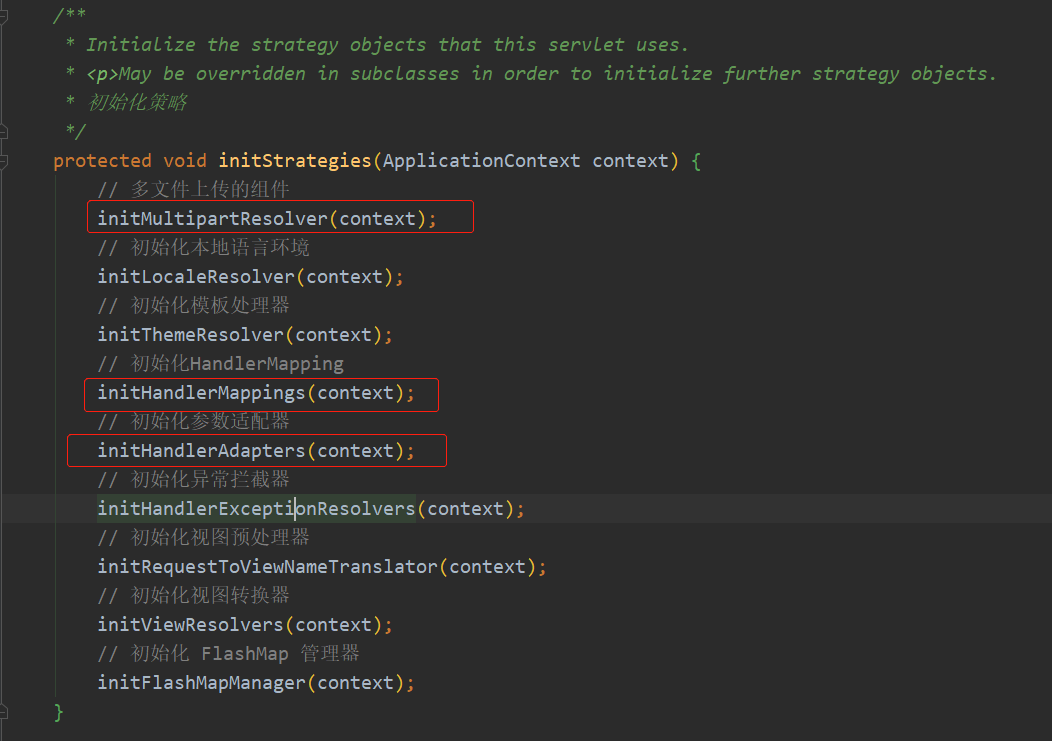 /**
 * Initialize the strategy objects that this servlet uses.
 * <p>May be overridden in subclasses in order to initialize further strategy objects.
 * 初始化策略
 */
protected void initStrategies(ApplicationContext context) {
// 多文件上传的组件
initMultipartResolver(context);
// 初始化本地语言环境
initLocaleResolver(context);
// 初始化模板处理器
initThemeResolver(context);
// 初始化HandlerMapping
initHandlerMappings(context);
// 初始化参数适配器
initHandlerAdapters(context);
// 初始化异常拦截器
initHandlerExceptionResolvers(context);
// 初始化视图预处理器
initRequestToViewNameTranslator(context);
// 初始化视图转换器
initViewResolvers(context);
// 初始化 FlashMap 管理器
initFlashMapManager(context);
}